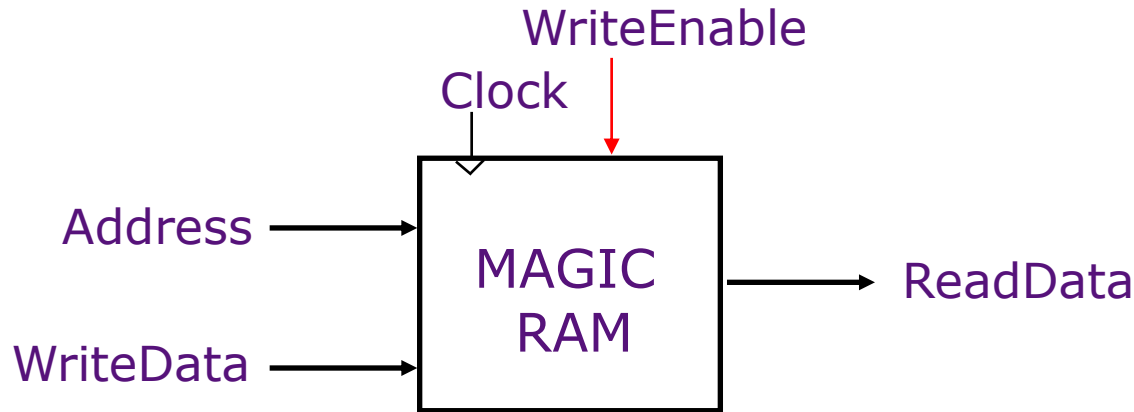 WriteEnable
Clock
Address
MAGIC
RAM
ReadData
WriteData